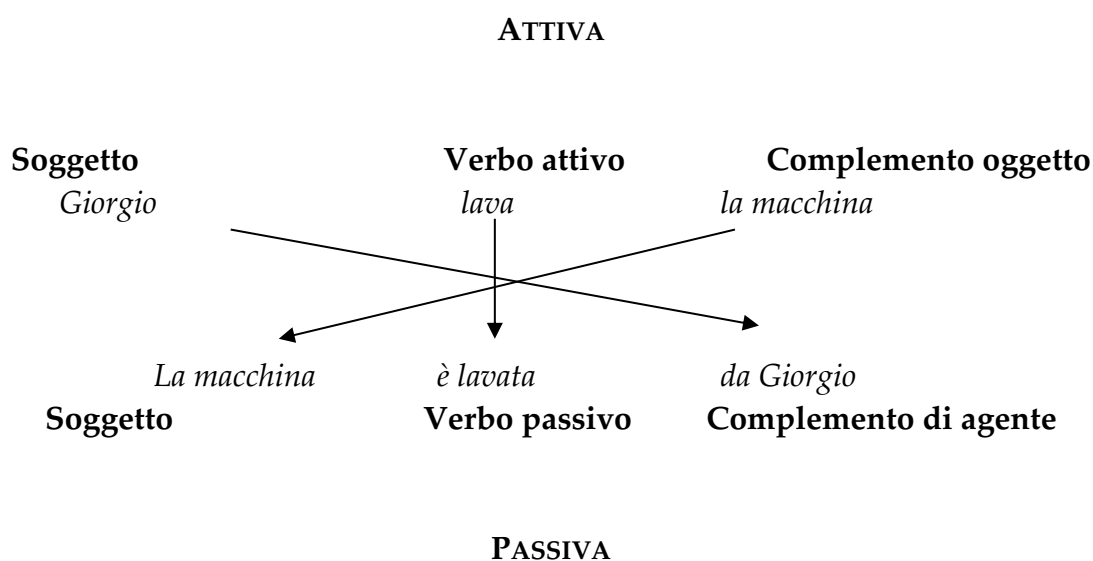 ATTIVA
Soggetto Verbo attivo Complemento oggetto
Giorgio lava la macchina
La macchina è lavata da Giorgio
Soggetto Verbo passivo Complemento di agente
PASSIVA